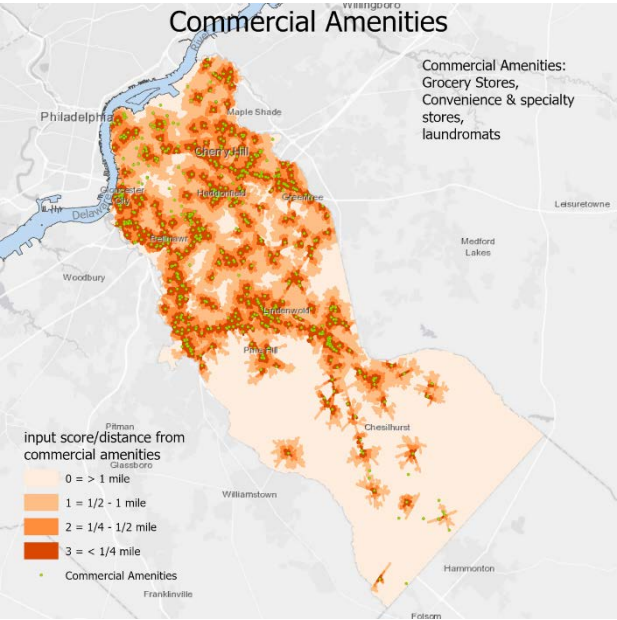 Commercial Amenities
Willingboro
Commercial Amenities:
Grocery Stores,
Convenience & specialty
stores,
laundromats
Philadelphia
Maple Shade
Cherry Hill
Gloucester
City
Haddonfield
Greentree
Leisuretowne
Delaware
Bellmawr
Medford
Lakes
Woodbury
Lindenwold
Pine Hill
Pitman
Chesilhurst
input score/distance from
commercial amenities
Glassboro
0 = > 1 mile
1 = 1/2 - 1 mile
Williamstown
2 = 1/4 - 1/2 mile
3 = < 1/4 mile
Commercial Amenities
Hammonton
Franklinville
Folsom